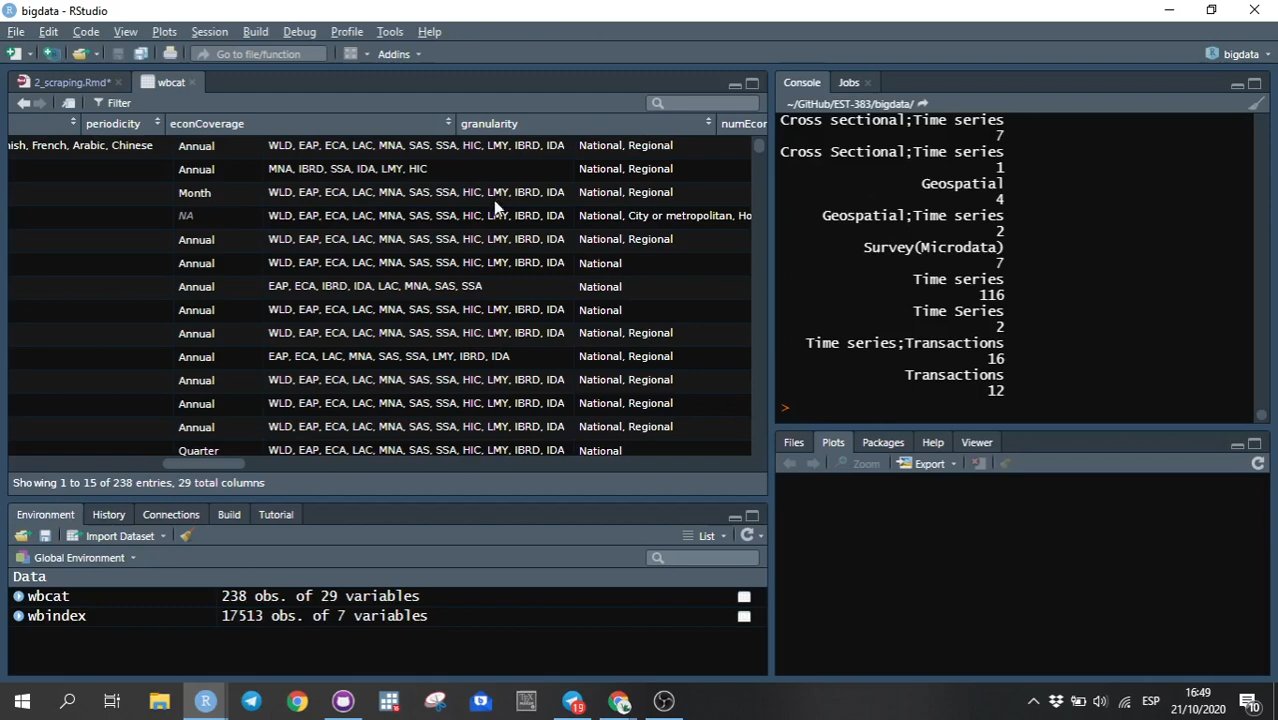 bigdata - RStudio
File Edit Code View Plots Session Build Debug Profile Tools Help
Go to file/function Addins bigdata
2_scraping.Rmd* wbcat
Filter
periodicity econCoverage granularity numEcor
nish, French, Arabic, Chinese Annual WLD, EAP, ECA, LAC, MNA, SAS, SSA, HIC, LMY, IBRD, IDA National, Regional
Annual MNA, IBRD, SSA, IDA, LMY, HIC
Month WLD, EAP, ECA, LAC, MNA, SAS, SSA, HIC, LMY, IBRD, IDA National, Regional
NA WLD, EAP, ECA, LAC, MNA, SAS, SSA, HIC, LMY, IBRD, IDA National, City or metropolitan, Ho
Annual WLD, EAP, ECA, LAC, MNA, SAS, SSA, HIC, LMY, IBRD, IDA National, Regional
Annual WLD, EAP, ECA, LAC, MNA, SAS, SSA, HIC, LMY, IBRD, IDA National
Annual EAP, ECA, IBRD, IDA, LAC, MNA, SAS, SSA National
Annual WLD, EAP, ECA, LAC, MNA, SAS, SSA, HIC, LMY, IBRD, IDA National
Annual WLD, EAP, ECA, LAC, MNA, SAS, SSA, HIC, LMY, IBRD, IDA National, Regional
Annual EAP, ECA, LAC, MNA, SAS, SSA, LMY, IBRD, IDA National, Regional
Annual WLD, EAP, ECA, LAC, MNA, SAS, SSA, HIC, LMY, IBRD, IDA National, Regional
Annual WLD, EAP, ECA, LAC, MNA, SAS, SSA, HIC, LMY, IBRD, IDA National, Regional
Annual WLD, EAP, ECA, LAC, MNA, SAS, SSA, HIC, LMY, IBRD, IDA National, Regional
Quarter WLD, EAP, ECA, LAC, MNA, SAS, SSA, HIC, LMY, IBRD, IDA National
Showing 1 to 15 of 238 entries, 29 total columns
Environment History Connections Build Tutorial
Import Dataset List
Global Environment
Data
wbcat 238 obs. of 29 variables
wbindex 17513 obs. of 7 variables
Console Jobs
~/GitHub/EST-383/bigdata/
Cross sectional;Time series
7
Cross Sectional;Time series
1
Geospatial
4
Geospatial;Time series
2
Survey(Microdata)
7
Time series
116
Time Series
2
Time series;Transactions
16
Transactions
12
>
Files Plots Packages Help Viewer
Zoom Export
19
ESP
16:49
21/10/2020
10